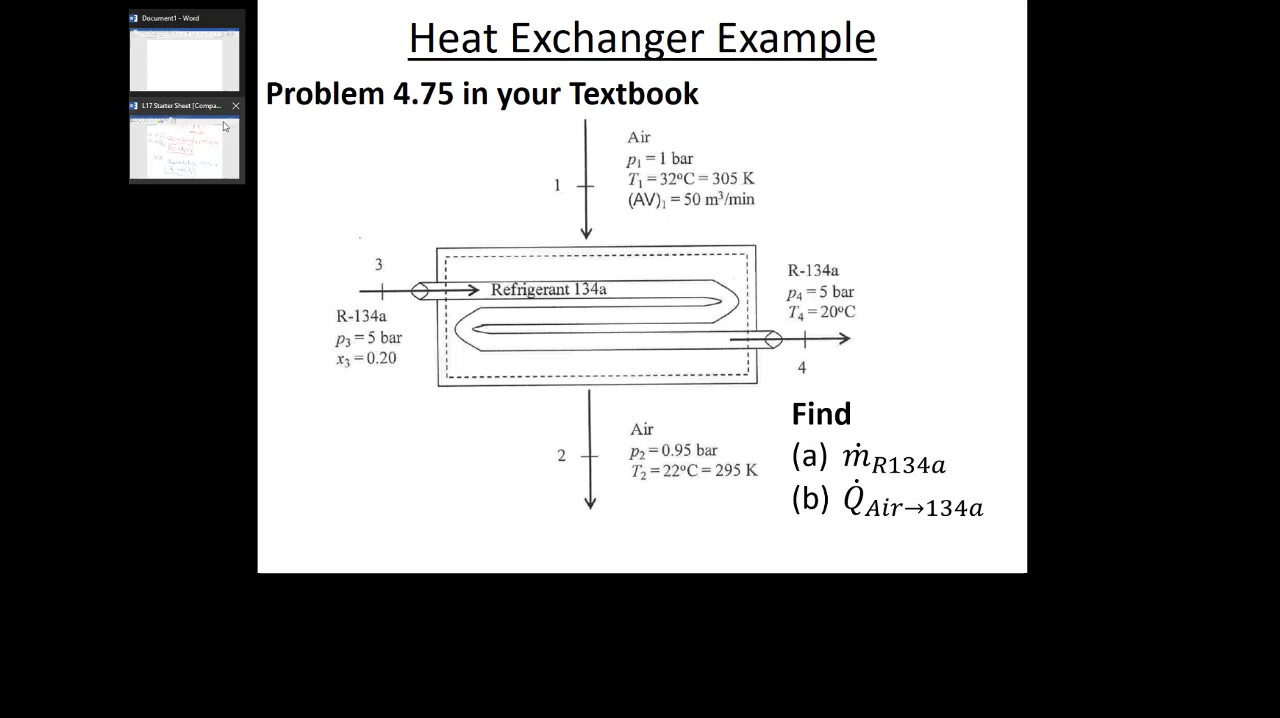 Document1 - Word
L17 Starter Sheet [Compa...
Heat Exchanger Example
Problem 4.75 in your Textbook
Air
p₁ = 1 bar
T₁ = 32°C = 305 K
(AV)₁ = 50 m³/min
1
3
Refrigerant 134a
R-134a
p₃ = 5 bar
x₃ = 0.20
R-134a
p₄ = 5 bar
T₄ = 20°C
4
Air
p₂ = 0.95 bar
T₂ = 22°C = 295 K
2
Find
(a) ṁ_R134a
(b) Q̇_Air→134a